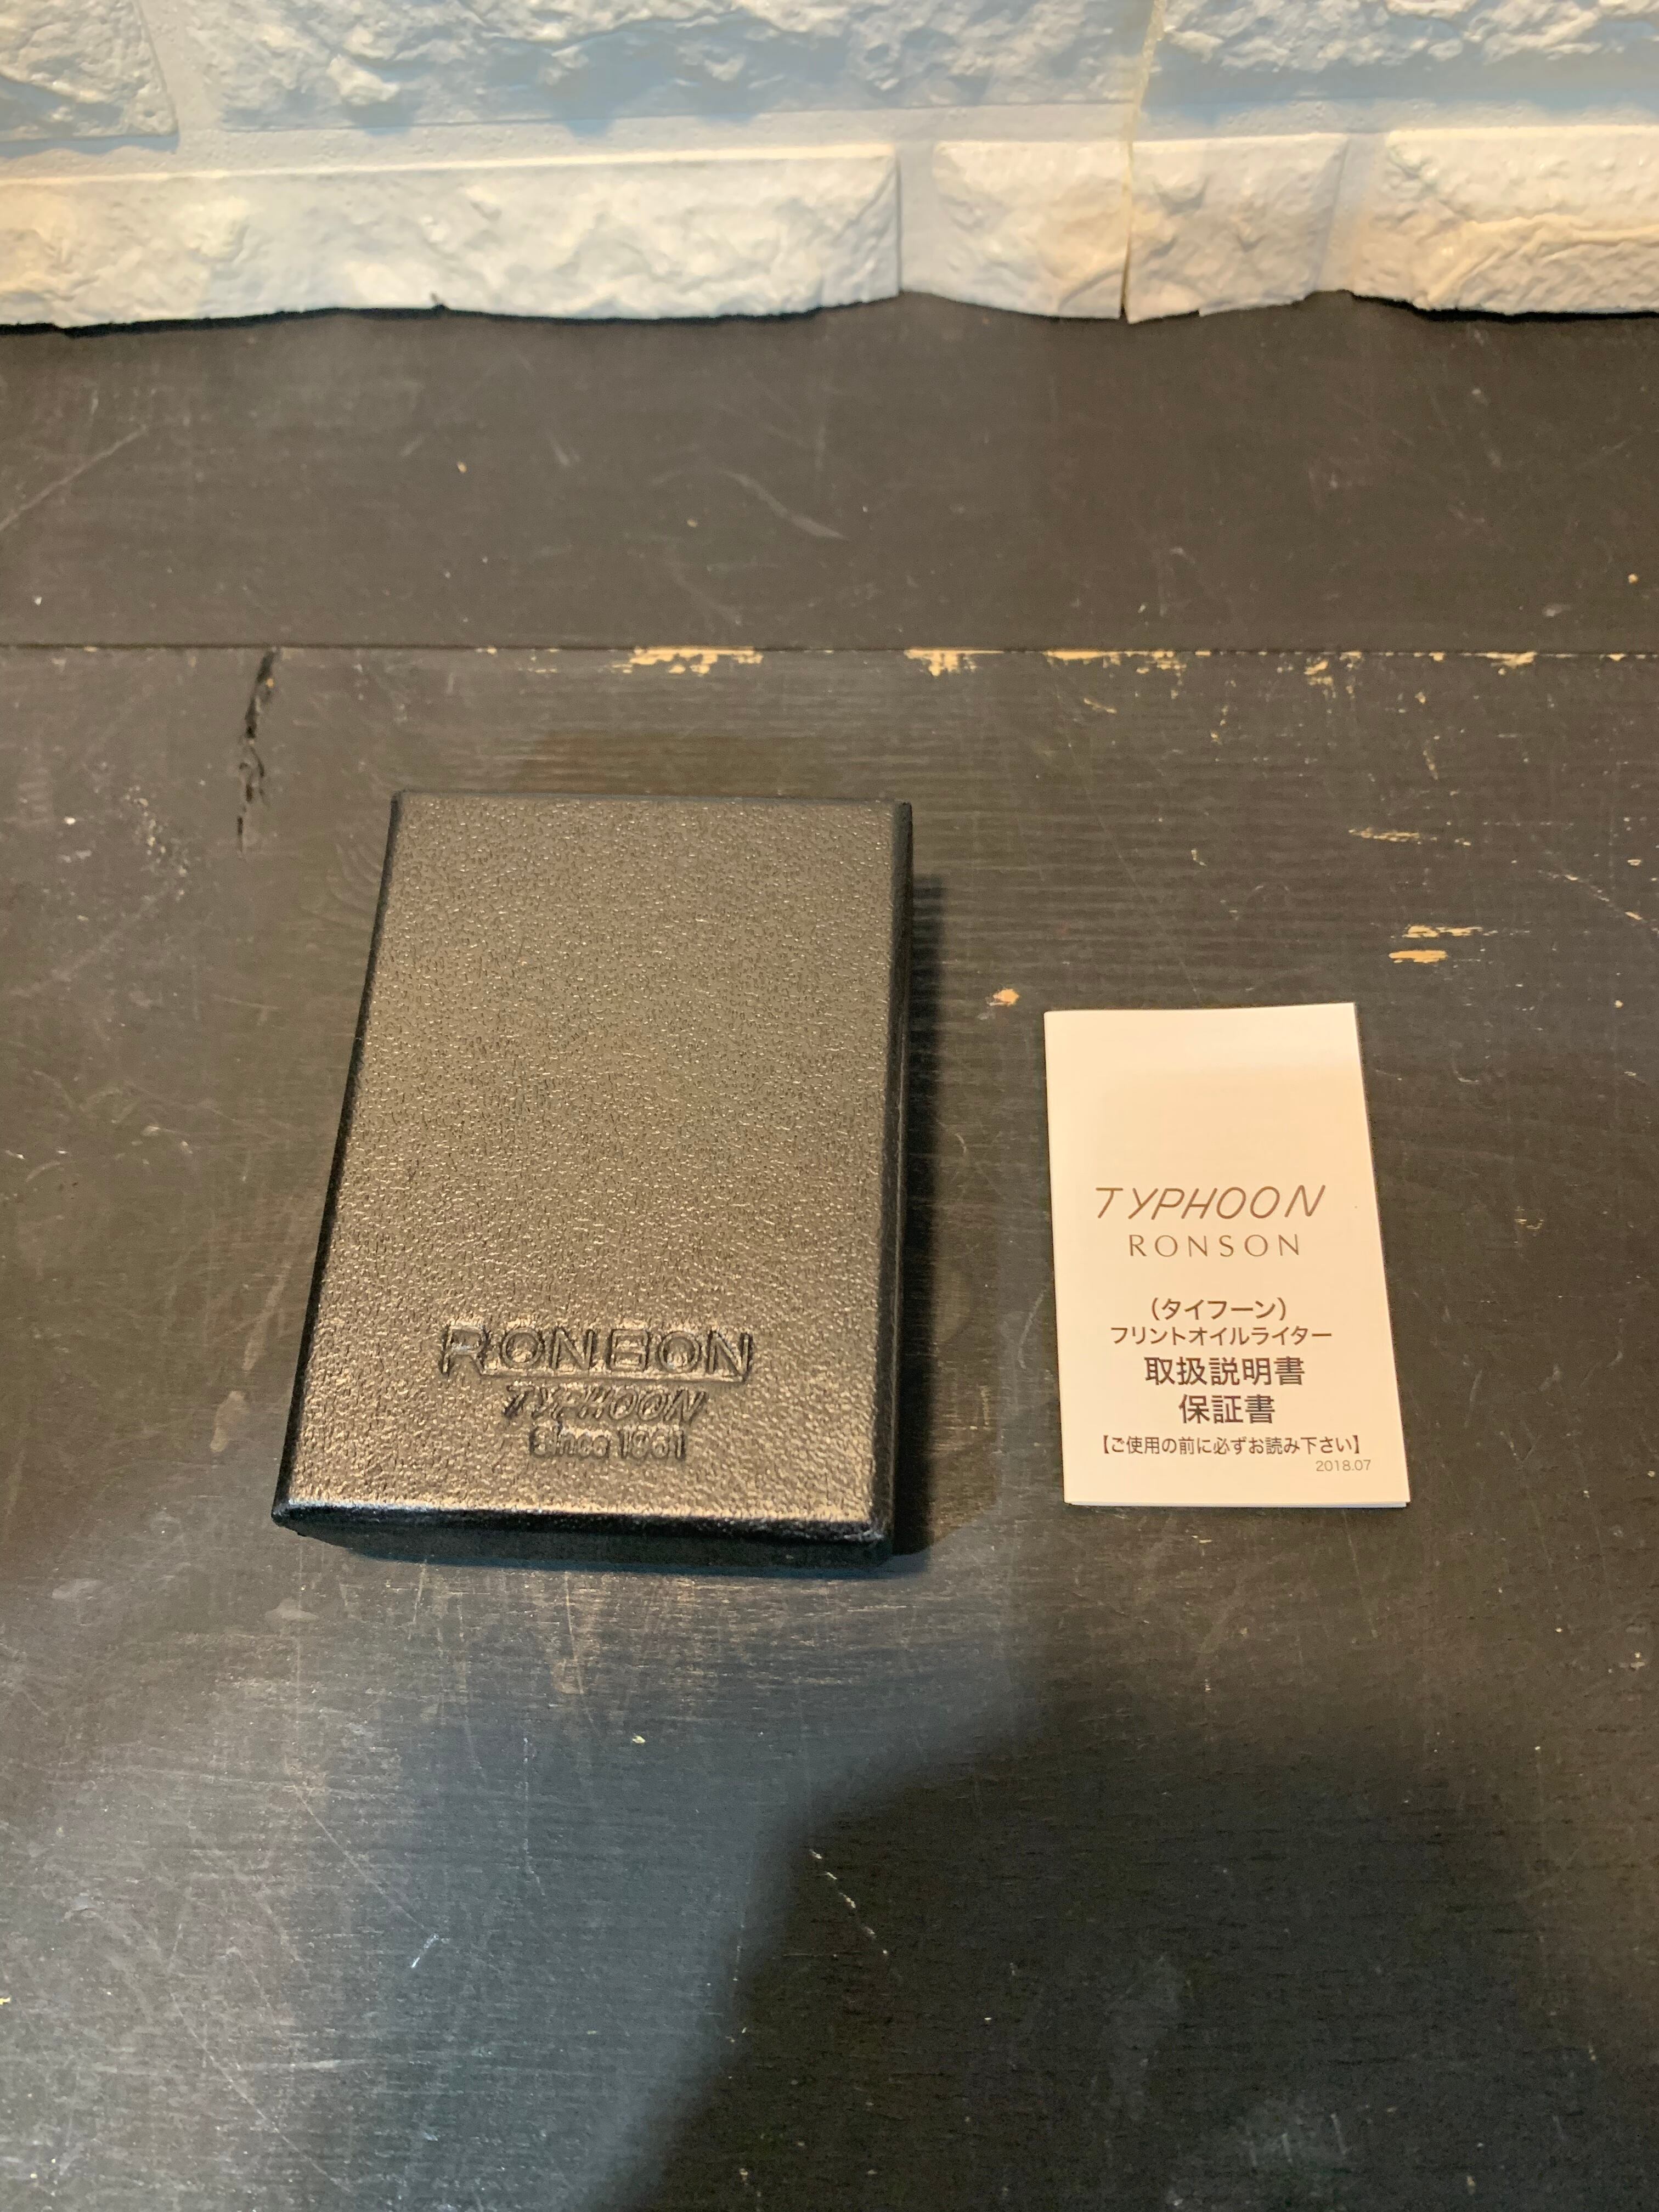 RONSON
TYPHOON
Since 1961
TYPHOON
RONSON
（タイフーン）
フリントオイルライター
取扱説明書
保証書
【ご使用の前に必ずお読み下さい】
2018.07